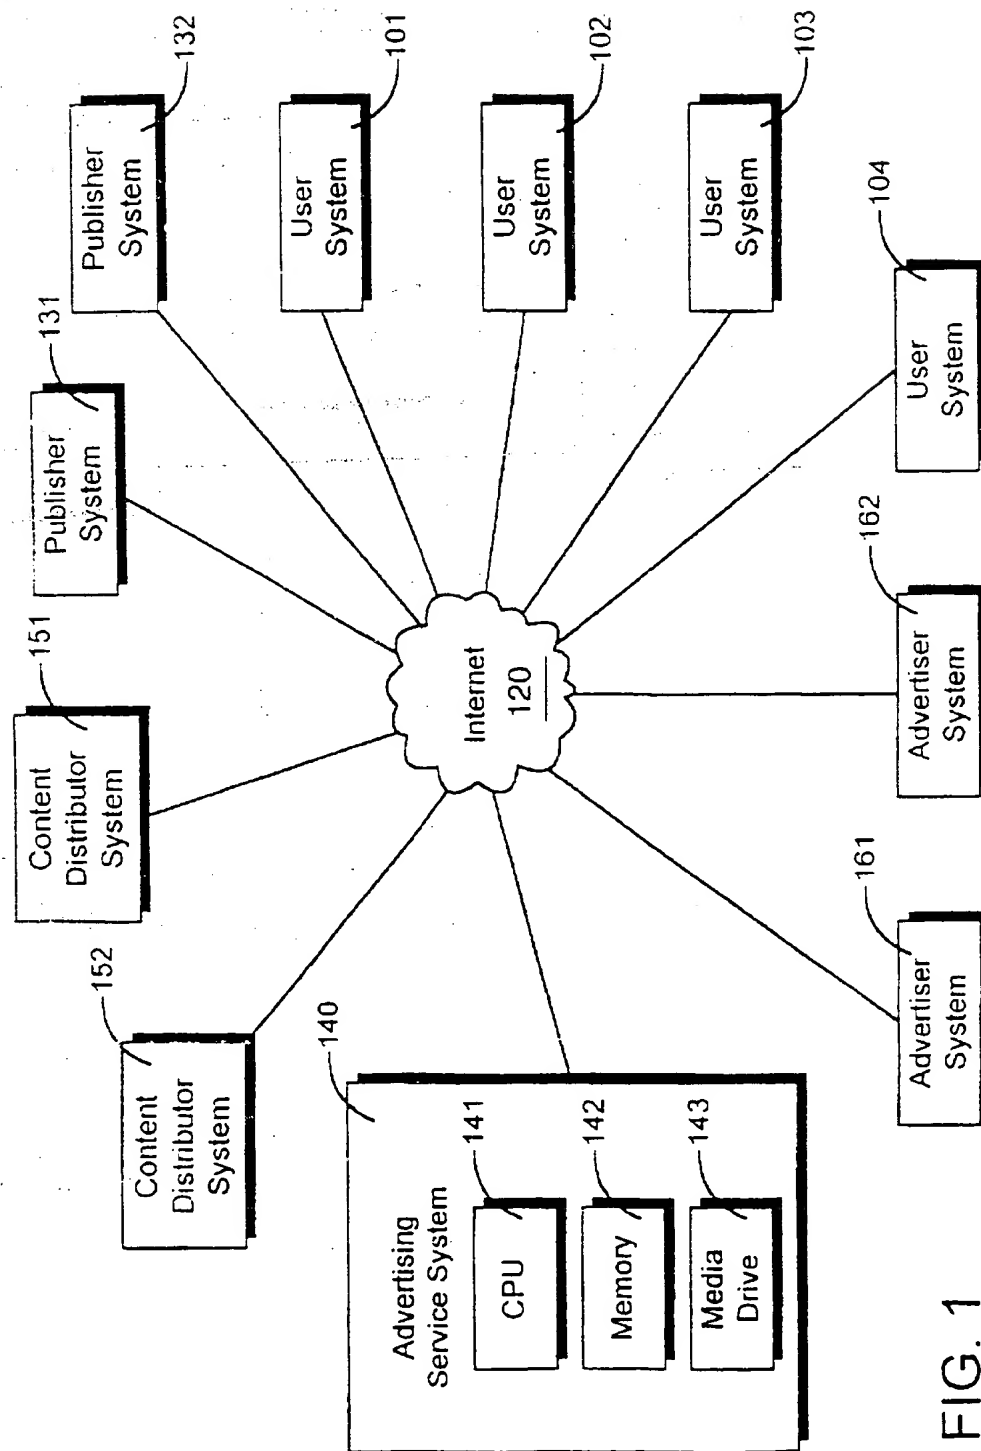 152
Content
Distributor
System
151
Content
Distributor
System
131
Publisher
System
132
Publisher
System
101
User
System
102
User
System
103
User
System
104
User
System
162
Advertiser
System
161
Advertiser
System
Internet
120
140
Advertising
Service System
141
CPU
142
Memory
143
Media
Drive
FIG. 1